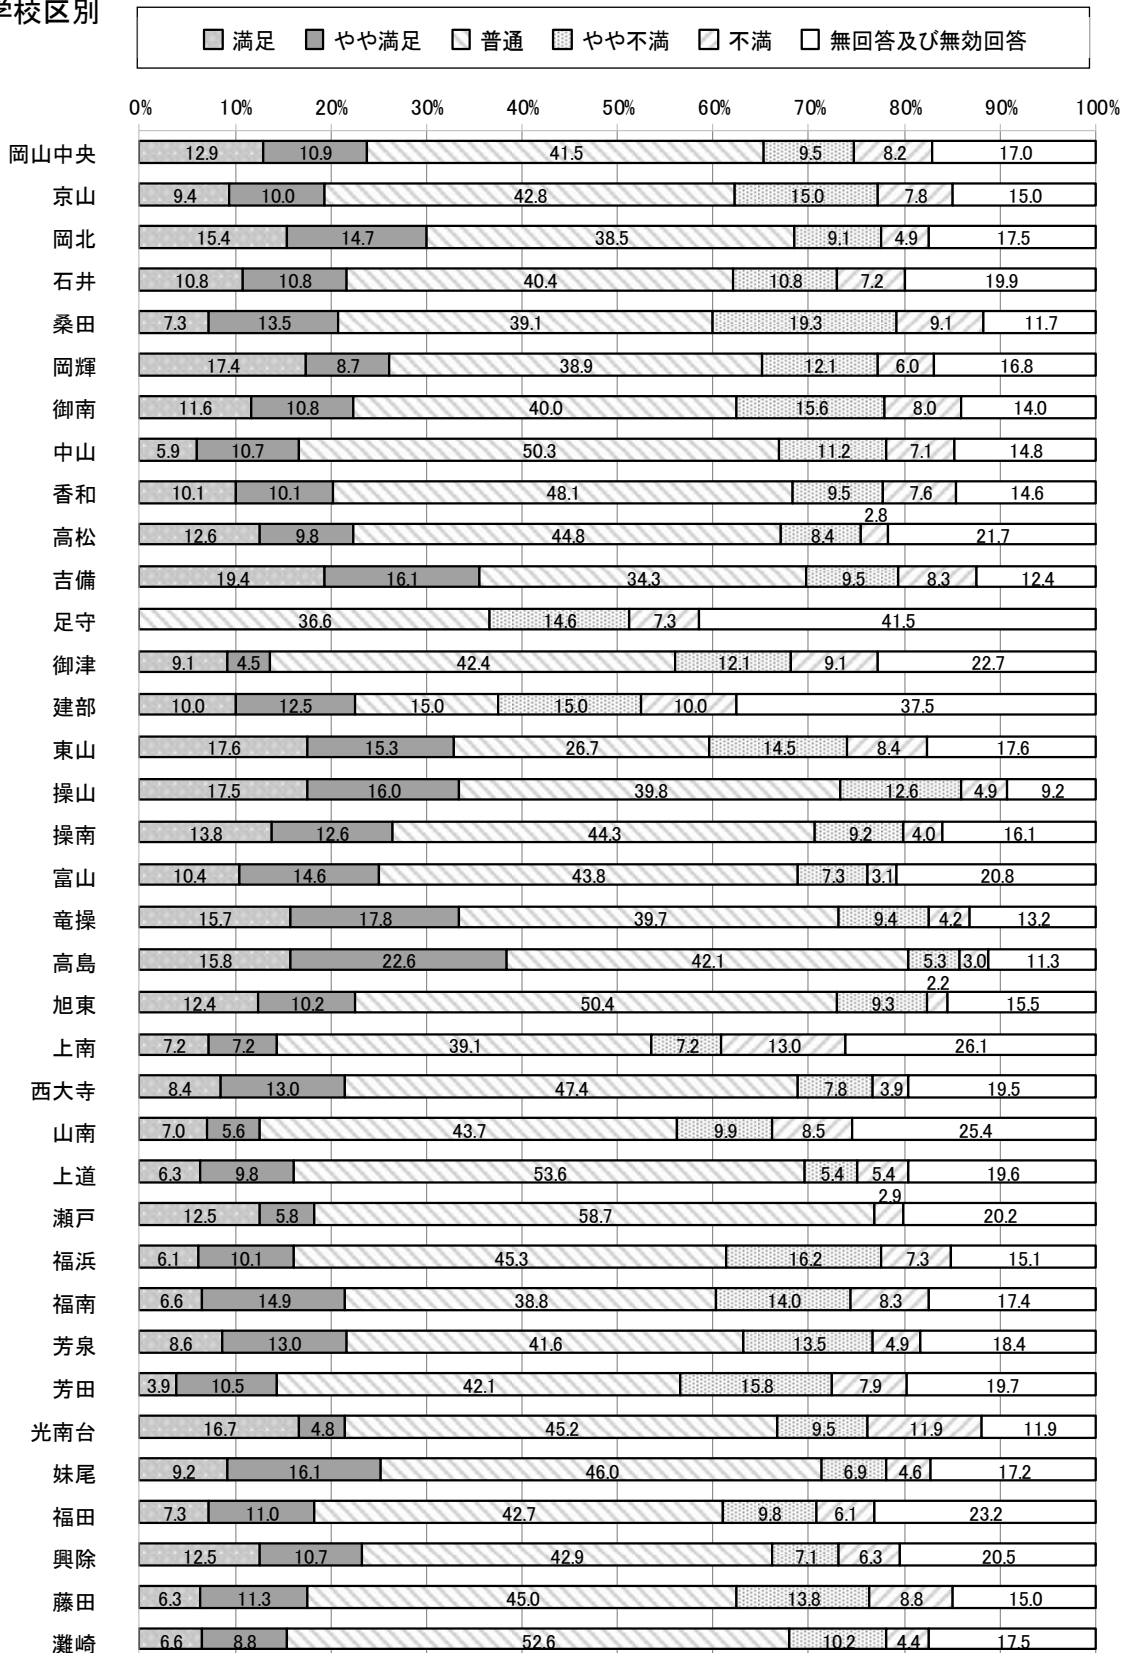 学校区別
満足 やや満足 普通 やや不満 不満 無回答及び無効回答
0% 10% 20% 30% 40% 50% 60% 70% 80% 90% 100%
岡山中央 12.9 10.9 41.5 9.5 8.2 17.0
京山 9.4 10.0 42.8 15.0 7.8 15.0
岡北 15.4 14.7 38.5 9.1 4.9 17.5
石井 10.8 10.8 40.4 10.8 7.2 19.9
桑田 7.3 13.5 39.1 19.3 9.1 11.7
岡輝 17.4 8.7 38.9 12.1 6.0 16.8
御南 11.6 10.8 40.0 15.6 8.0 14.0
中山 5.9 10.7 50.3 11.2 7.1 14.8
香和 10.1 10.1 48.1 9.5 7.6 14.6
高松 12.6 9.8 44.8 8.4 2.8 21.7
吉備 19.4 16.1 34.3 9.5 8.3 12.4
足守 36.6 14.6 7.3 41.5
御津 9.1 4.5 42.4 12.1 9.1 22.7
建部 10.0 12.5 15.0 15.0 10.0 37.5
東山 17.6 15.3 26.7 14.5 8.4 17.6
操山 17.5 16.0 39.8 12.6 4.9 9.2
操南 13.8 12.6 44.3 9.2 4.0 16.1
富山 10.4 14.6 43.8 7.3 3.1 20.8
竜操 15.7 17.8 39.7 9.4 4.2 13.2
高島 15.8 22.6 42.1 5.3 3.0 11.3
旭東 12.4 10.2 50.4 9.3 2.2 15.5
上南 7.2 7.2 39.1 7.2 13.0 26.1
西大寺 8.4 13.0 47.4 7.8 3.9 19.5
山南 7.0 5.6 43.7 9.9 8.5 25.4
上道 6.3 9.8 53.6 5.4 5.4 19.6
瀬戸 12.5 5.8 58.7 2.9 20.2
福浜 6.1 10.1 45.3 16.2 7.3 15.1
福南 6.6 14.9 38.8 14.0 8.3 17.4
芳泉 8.6 13.0 41.6 13.5 4.9 18.4
芳田 3.9 10.5 42.1 15.8 7.9 19.7
光南台 16.7 4.8 45.2 9.5 11.9 11.9
妹尾 9.2 16.1 46.0 6.9 4.6 17.2
福田 7.3 11.0 42.7 9.8 6.1 23.2
興除 12.5 10.7 42.9 7.1 6.3 20.5
藤田 6.3 11.3 45.0 13.8 8.8 15.0
灘崎 6.6 8.8 52.6 10.2 4.4 17.5